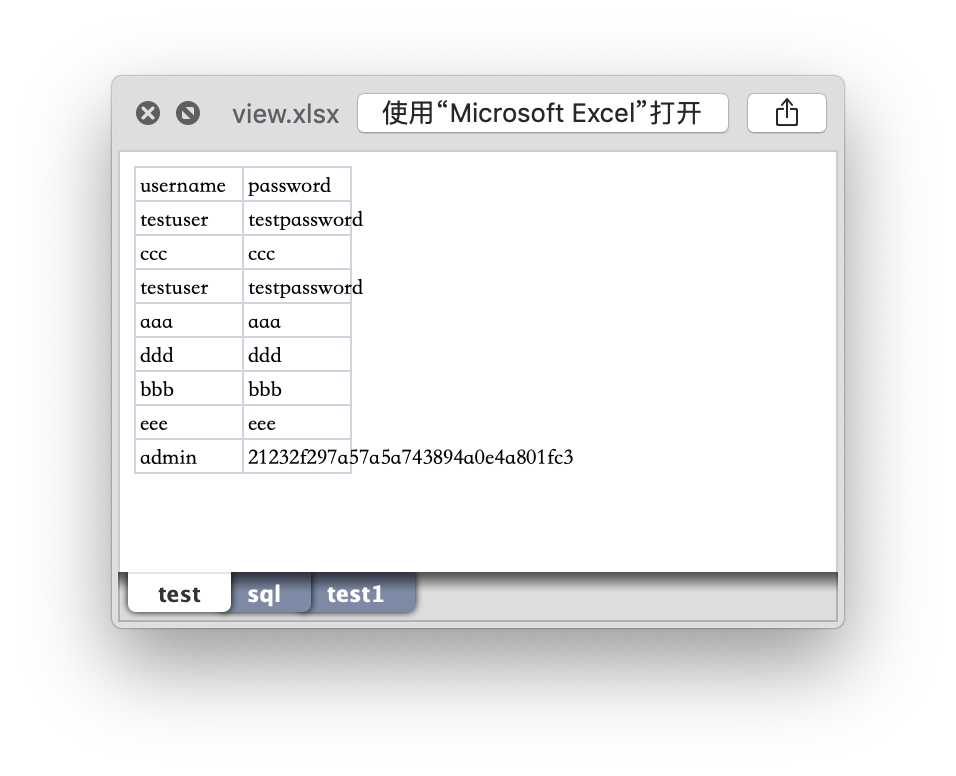 view.xlsx 使用“Microsoft Excel”打开
username password
testuser testpassword
ccc ccc
testuser testpassword
aaa aaa
ddd ddd
bbb bbb
eee eee
admin 21232f297a57a5a743894a0e4a801fc3
test sql test1